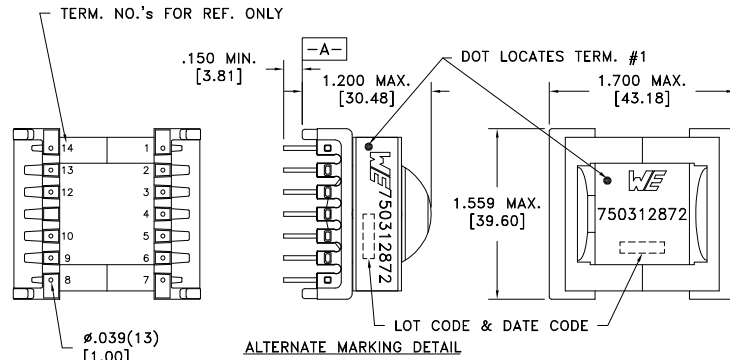 TERM. NO.'s FOR REF. ONLY
-A-
.150 MIN.
[3.81]
1.200 MAX.
[30.48]
DOT LOCATES TERM. #1
1.700 MAX.
[43.18]
14 1
13 2
12 3
4
10 5
9 6
8 7
WE 750312872
1.559 MAX.
[39.60]
WE
750312872
LOT CODE & DATE CODE
ø.039(13)
[1.00]
ALTERNATE MARKING DETAIL